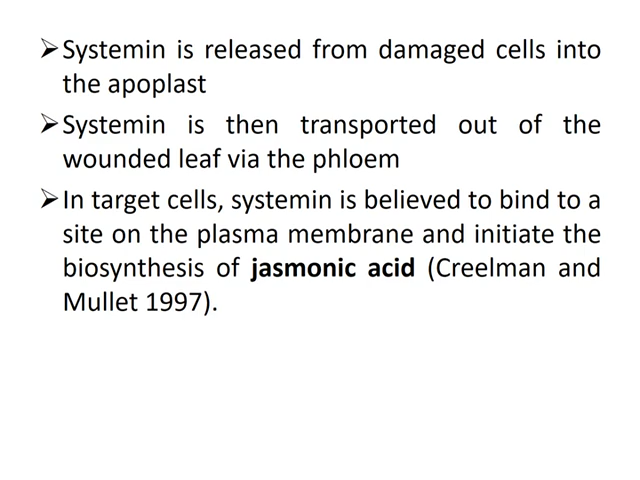 ➢Systemin is released from damaged cells into
the apoplast
➢Systemin is then transported out of the
wounded leaf via the phloem
➢In target cells, systemin is believed to bind to a
site on the plasma membrane and initiate the
biosynthesis of jasmonic acid (Creelman and
Mullet 1997).